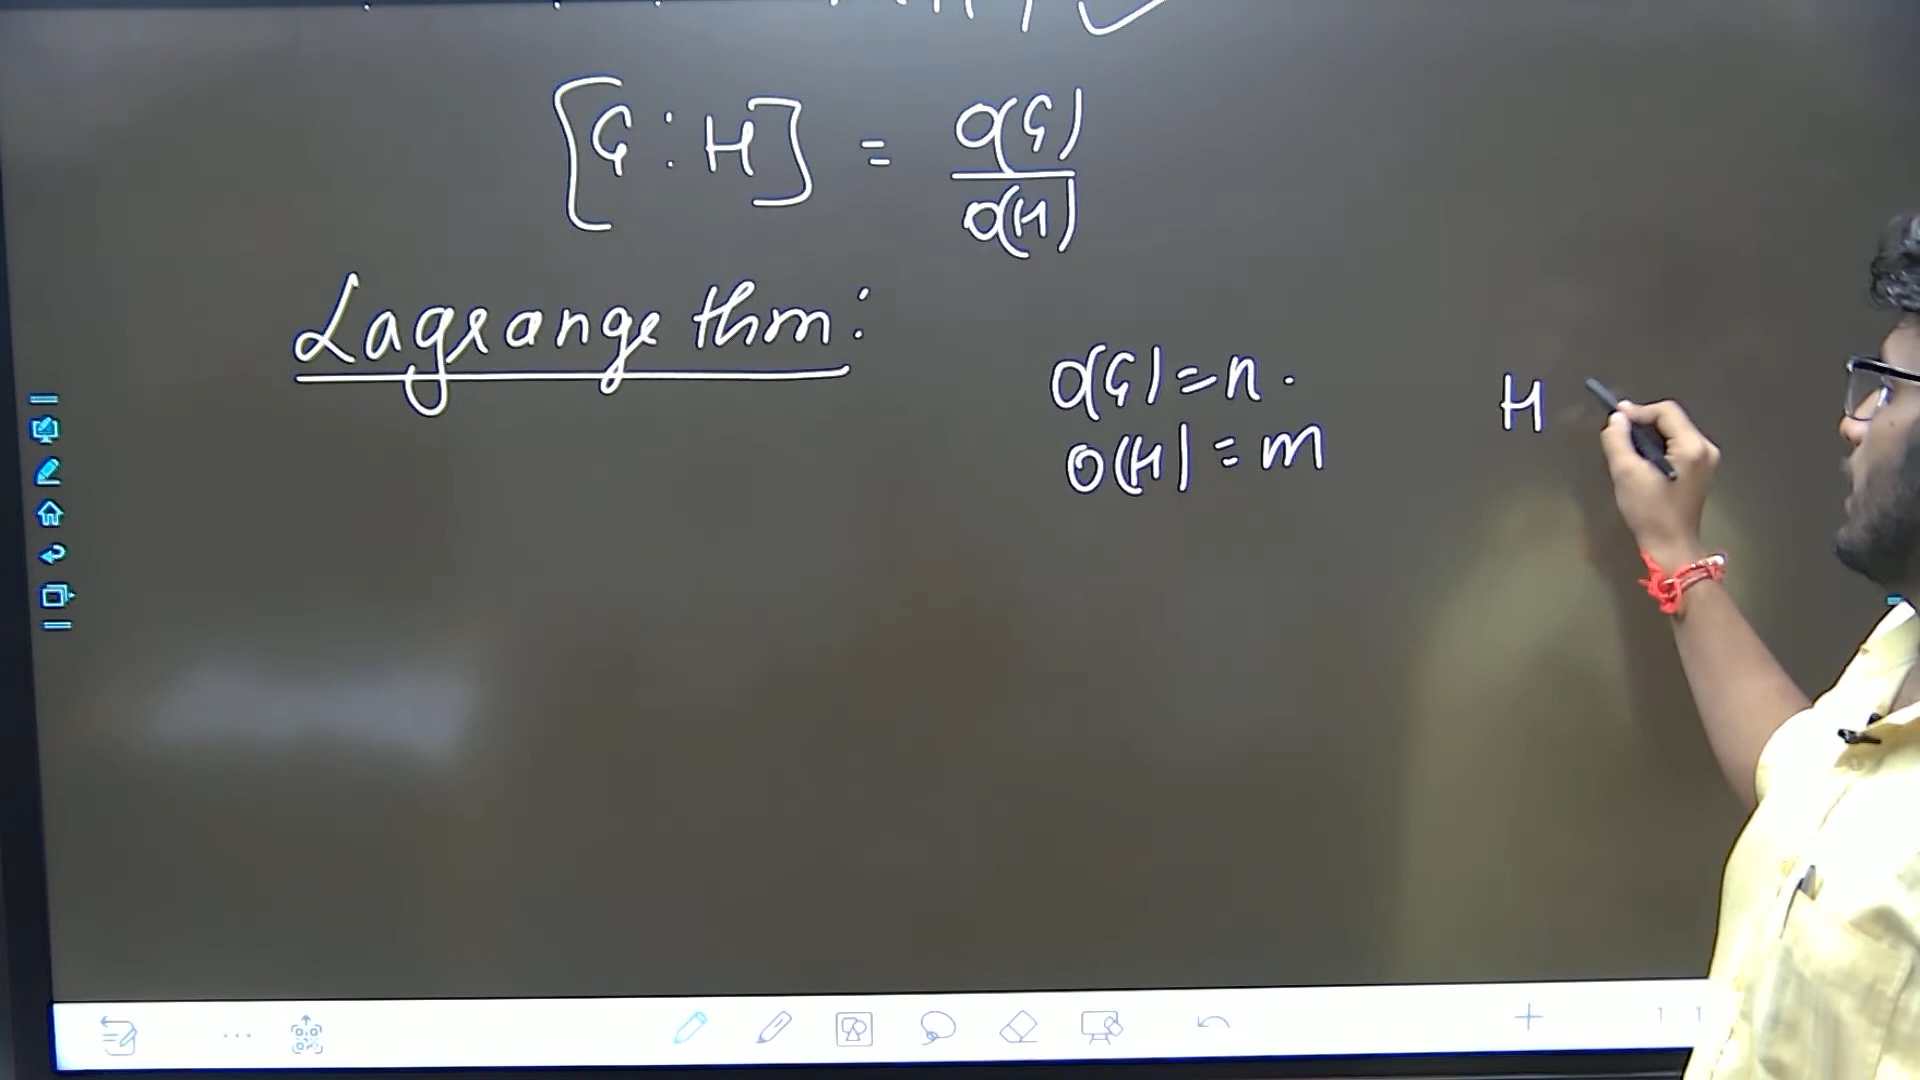 [G : H] = O(G)/O(H)
Lagrange thm:
O(G) = n.
O(H) = m
H